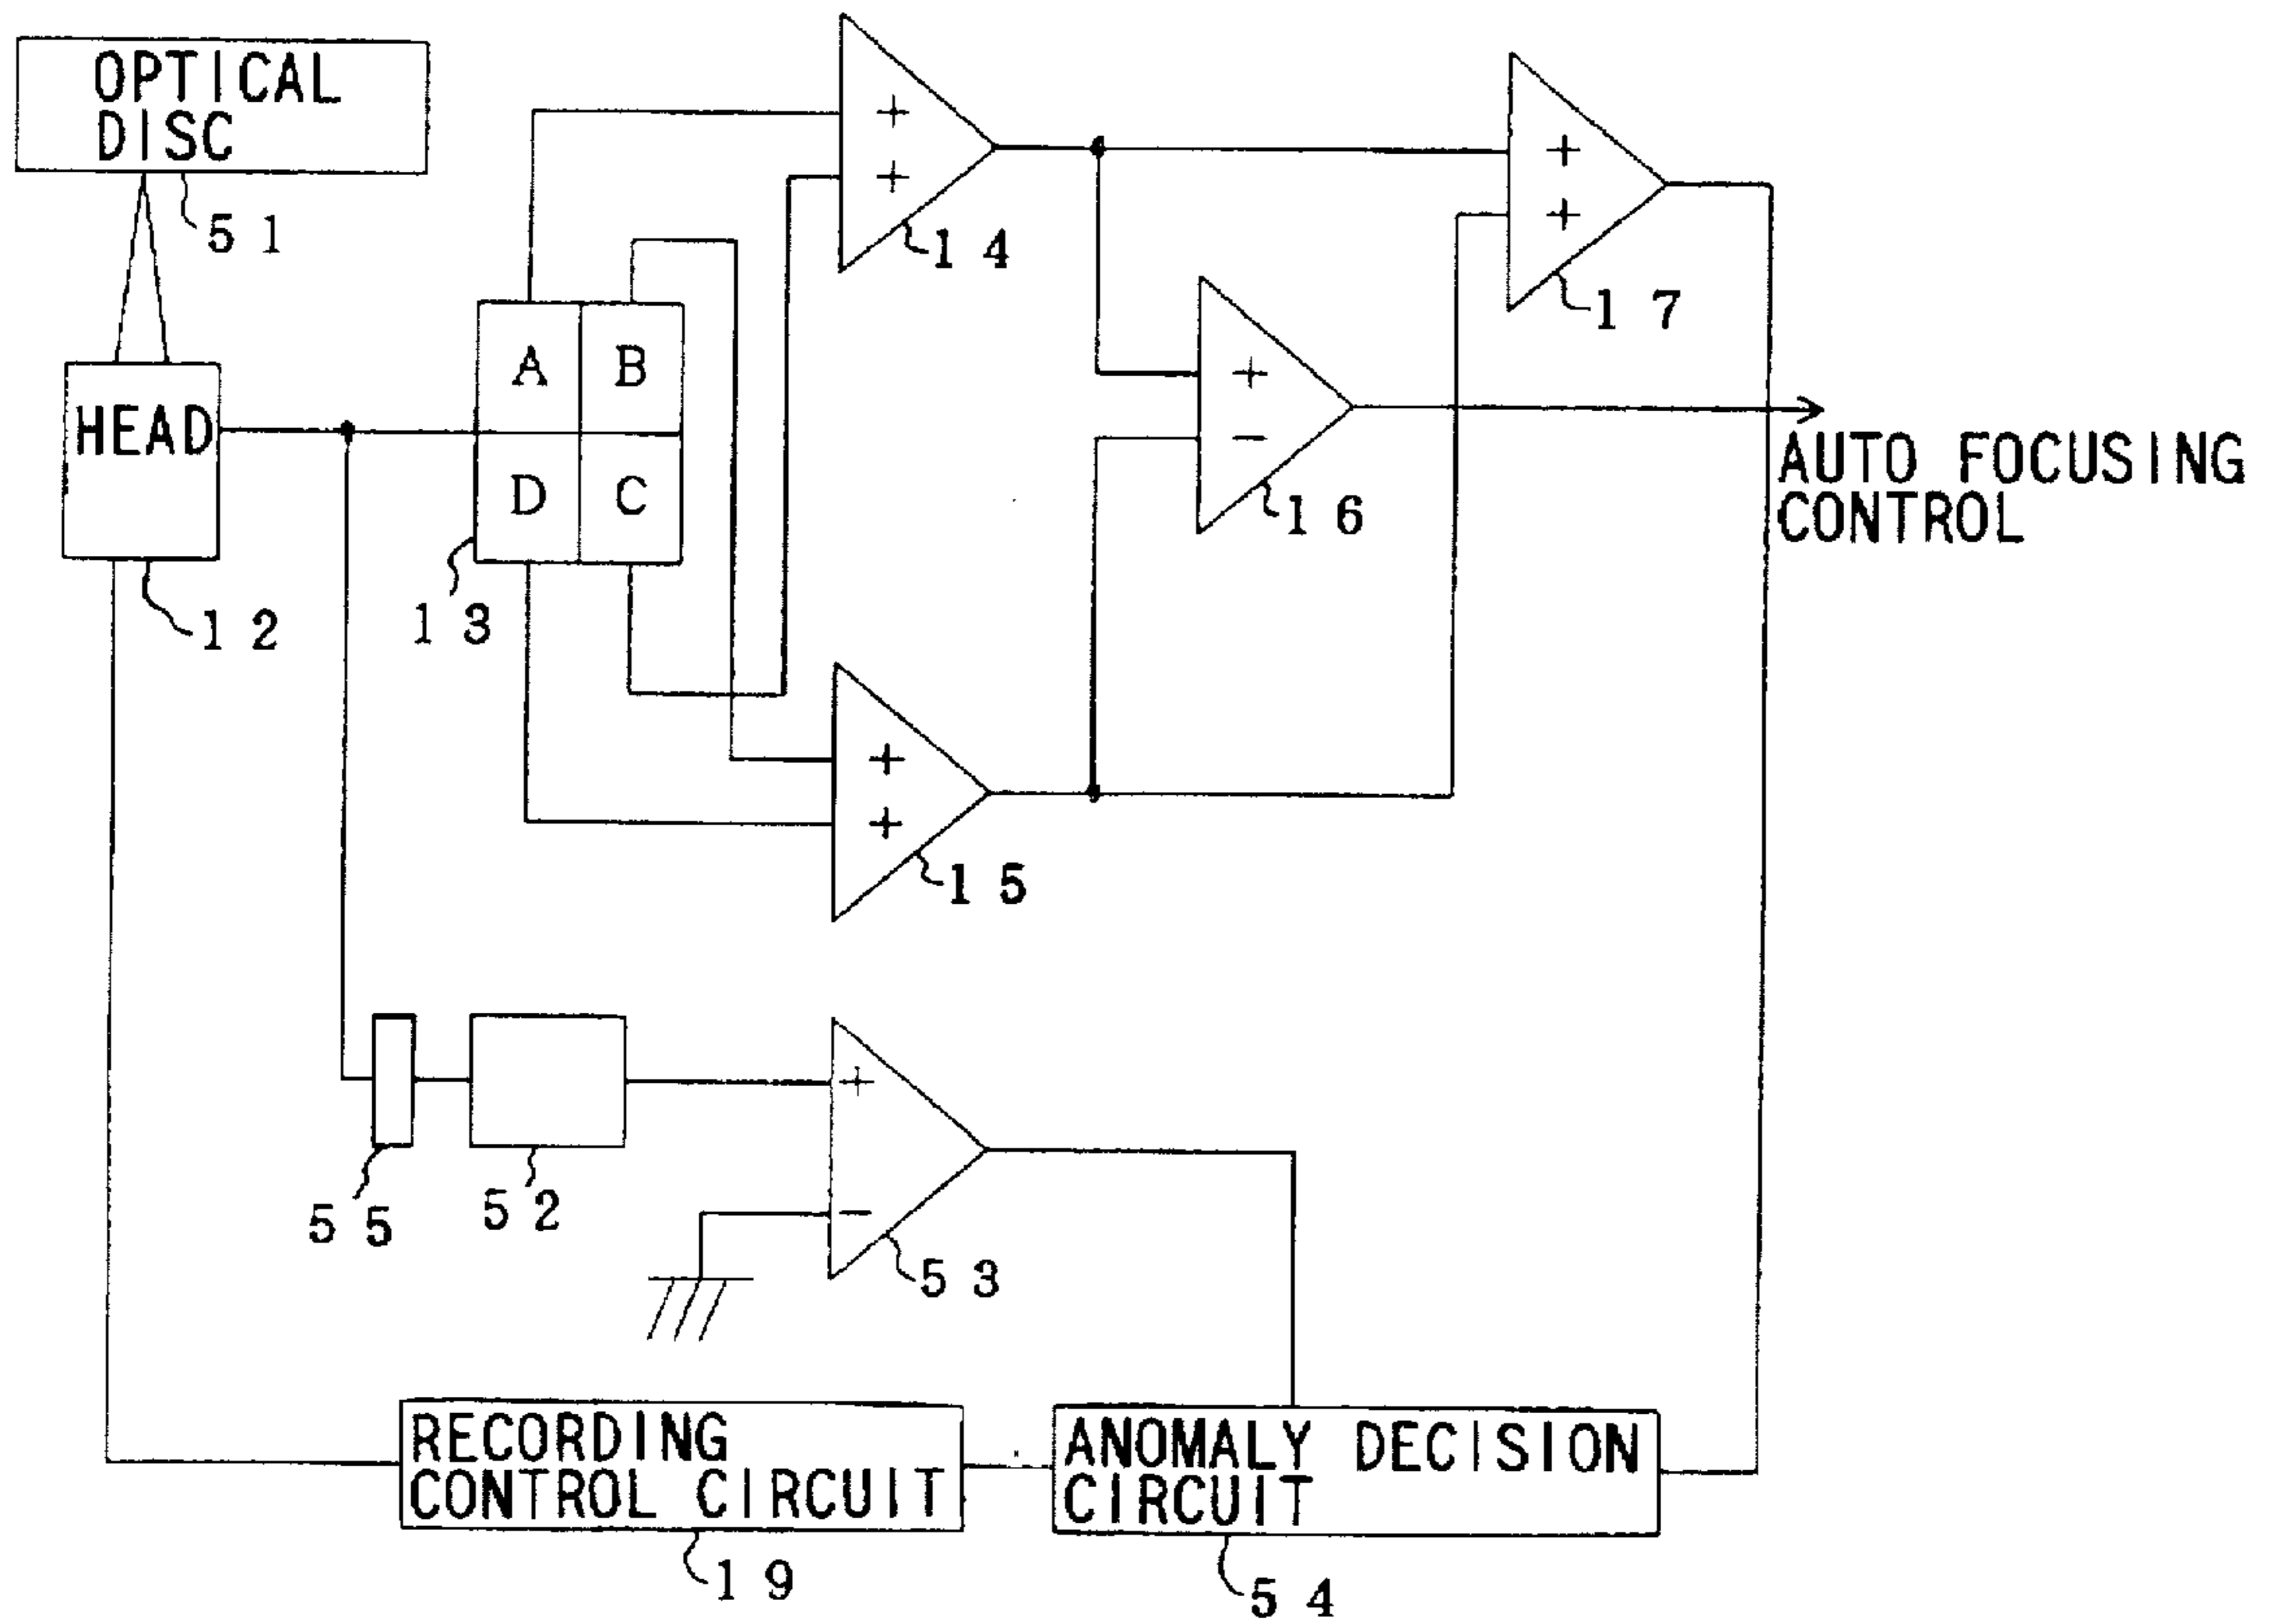 OPTICAL
DISC
51
HEAD
12
A
B
D
C
13
+
+
14
+
+
15
+
−
16
+
+
17
AUTO FOCUSING
CONTROL
55
52
+
−
53
RECORDING
CONTROL CIRCUIT
19
ANOMALY DECISION
CIRCUIT
54